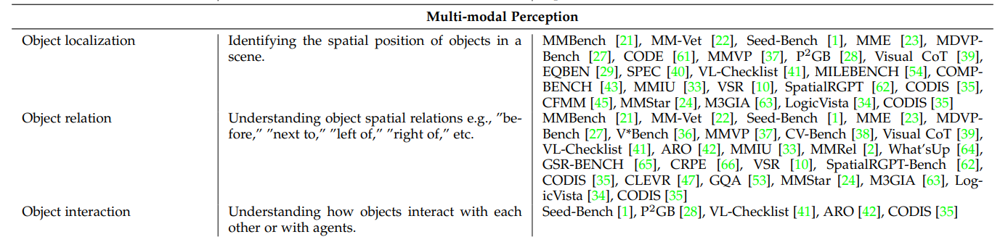 Multi-modal Perception
Object localization
Identifying the spatial position of objects in a
scene.
MMBench [21], MM-Vet [22], Seed-Bench [1], MME [23], MDVP-
Bench [27], CODE [61], MMVP [37], P²GB [28], Visual CoT [39],
EQBEN [29], SPEC [40], VL-Checklist [41], MILEBENCH [54], COMP-
BENCH [43], MMIU [33], VSR [10], SpatialRGPT [62], CODIS [35],
CFMM [45], MMStar [24], M3GIA [63], LogicVista [34], CODIS [35]
Object relation
Understanding object spatial relations e.g., ”be-
fore,” ”next to,” ”left of,” ”right of,” etc.
MMBench [21], MM-Vet [22], Seed-Bench [1], MME [23], MDVP-
Bench [27], V*Bench [36], MMVP [37], CV-Bench [38], Visual CoT [39],
VL-Checklist [41], ARO [42], MMIU [33], MMRel [2], What’sUp [64],
GSR-BENCH [65], CRPE [66], VSR [10], SpatialRGPT-Bench [62],
CODIS [35], CLEVR [47], GQA [53], MMStar [24], M3GIA [63], Log-
icVista [34], CODIS [35]
Object interaction
Understanding how objects interact with each
other or with agents.
Seed-Bench [1], P²GB [28], VL-Checklist [41], ARO [42], CODIS [35]